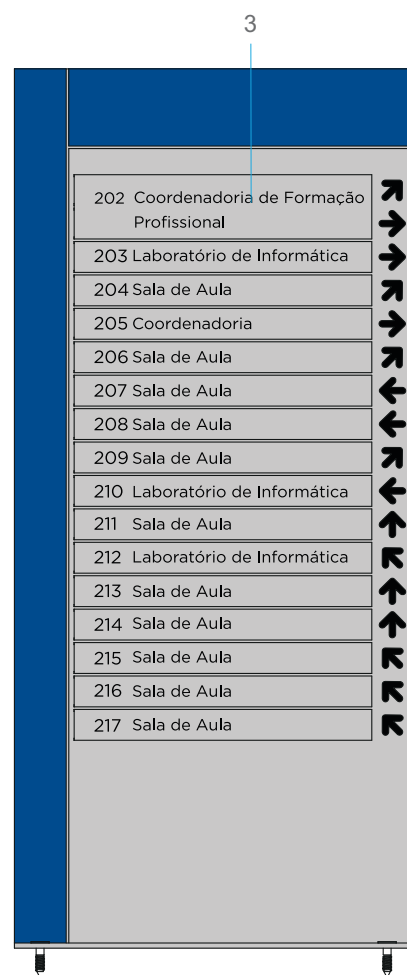 3
202 Coordenadoria de Formação
Profissional
203 Laboratório de Informática
204 Sala de Aula
205 Coordenadoria
206 Sala de Aula
207 Sala de Aula
208 Sala de Aula
209 Sala de Aula
210 Laboratório de Informática
211 Sala de Aula
212 Laboratório de Informática
213 Sala de Aula
214 Sala de Aula
215 Sala de Aula
216 Sala de Aula
217 Sala de Aula